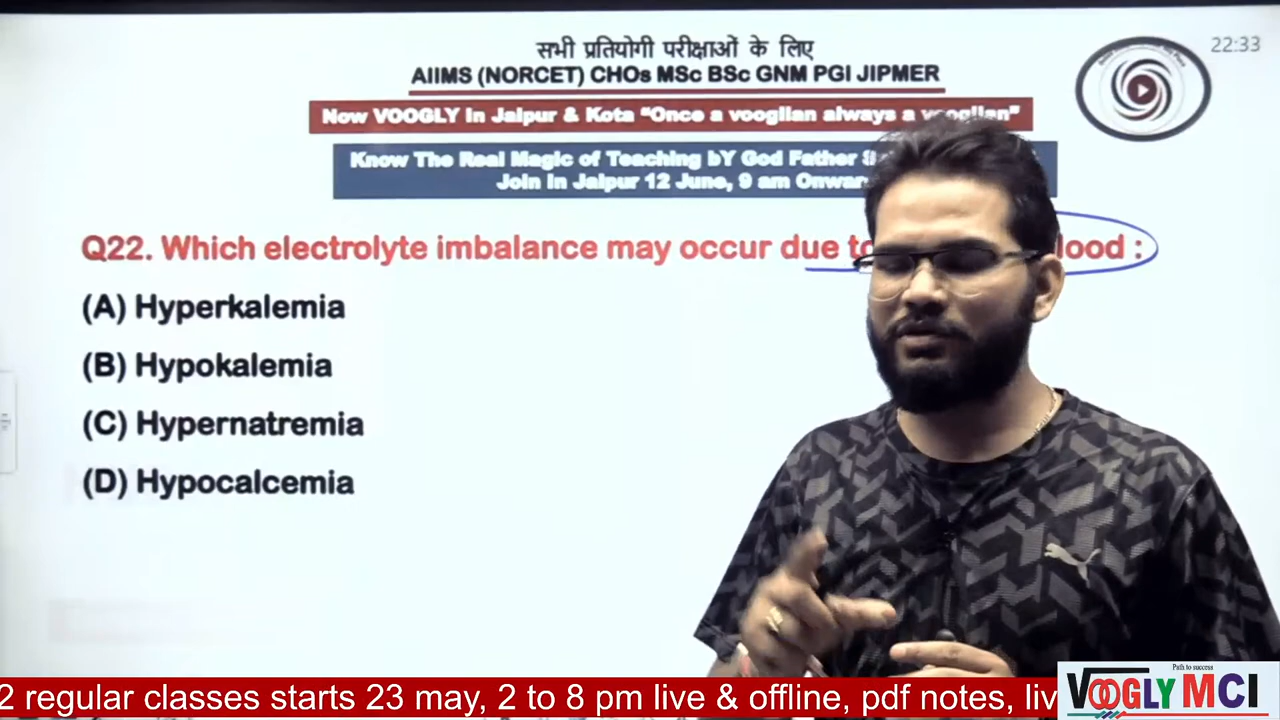 सभी प्रतियोगी परीक्षाओं के लिए
22:33
AIIMS (NORCET) CHOs MSc BSc GNM PGI JIPMER
Now VOOGLY in Jaipur & Kota “Once a vooglian always a vooglian”
Know The Real Magic of Teaching bY God Father
Join in Jaipur 12 June, 9 am
Q22. Which electrolyte imbalance may occur due
(A) Hyperkalemia
(B) Hypokalemia
(C) Hypernatremia
(D) Hypocalcemia
2 regular classes starts 23 may, 2 to 8 pm live & offline, pdf notes,
Path to success
VOOGLY MCI